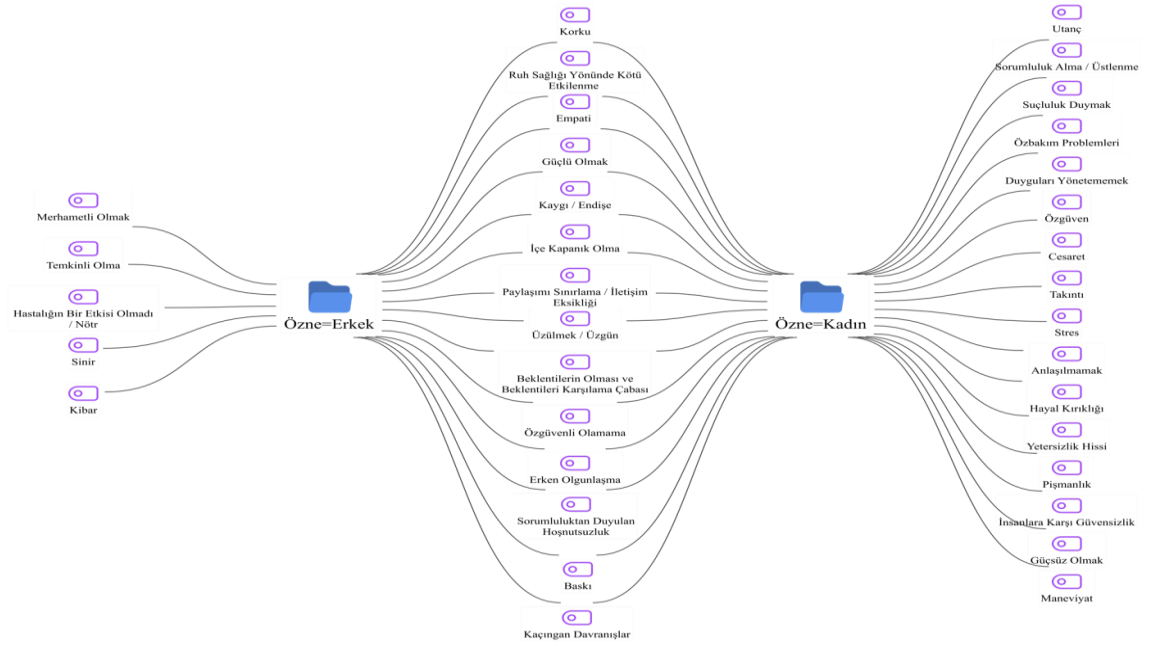 Merhametli Olmak
Temkinli Olma
Hastalığın Bir Etkisi Olmadı
/ Nötr
Sinir
Kibar
Özne=Erkek
Korku
Ruh Sağlığı Yönünde Kötü
Etkilenme
Empati
Güçlü Olmak
Kaygı / Endişe
İçe Kapanık Olma
Paylaşımı Sınırlama / İletişim
Eksikliği
Üzülmek / Üzgün
Beklentilerin Olması ve
Beklentileri Karşılama Çabası
Özgüvenli Olamama
Erken Olgunlaşma
Sorumluluktan Duyulan
Hoşnutsuzluk
Baskı
Kaçıngan Davranışlar
Özne=Kadın
Utanç
Sorumluluk Alma / Üstlenme
Suçluluk Duymak
Özbakım Problemleri
Duyguları Yönetememek
Özgüven
Cesaret
Takıntı
Stres
Anlaşılmamak
Hayal Kırıklığı
Yetersizlik Hissi
Pişmanlık
İnsanlara Karşı Güvensizlik
Güçsüz Olmak
Maneviyat